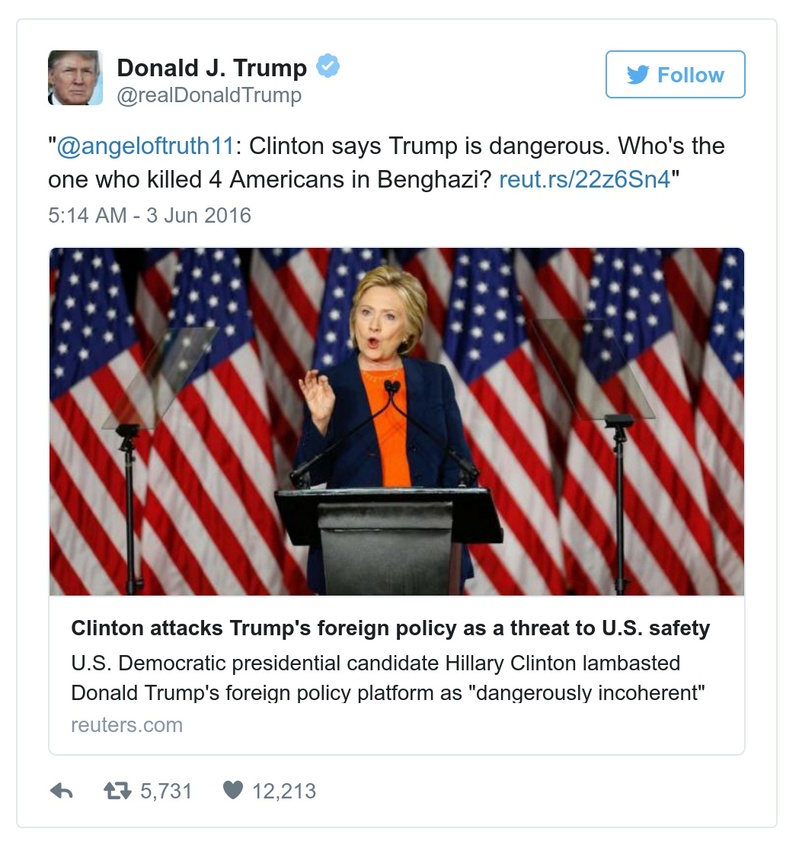 Donald J. Trump
@realDonaldTrump
Follow
"@angeloftruth11: Clinton says Trump is dangerous. Who's the
one who killed 4 Americans in Benghazi? reut.rs/22z6Sn4"
5:14 AM - 3 Jun 2016
Clinton attacks Trump's foreign policy as a threat to U.S. safety
U.S. Democratic presidential candidate Hillary Clinton lambasted
Donald Trump's foreign policy platform as "dangerously incoherent"
reuters.com
5,731 12,213